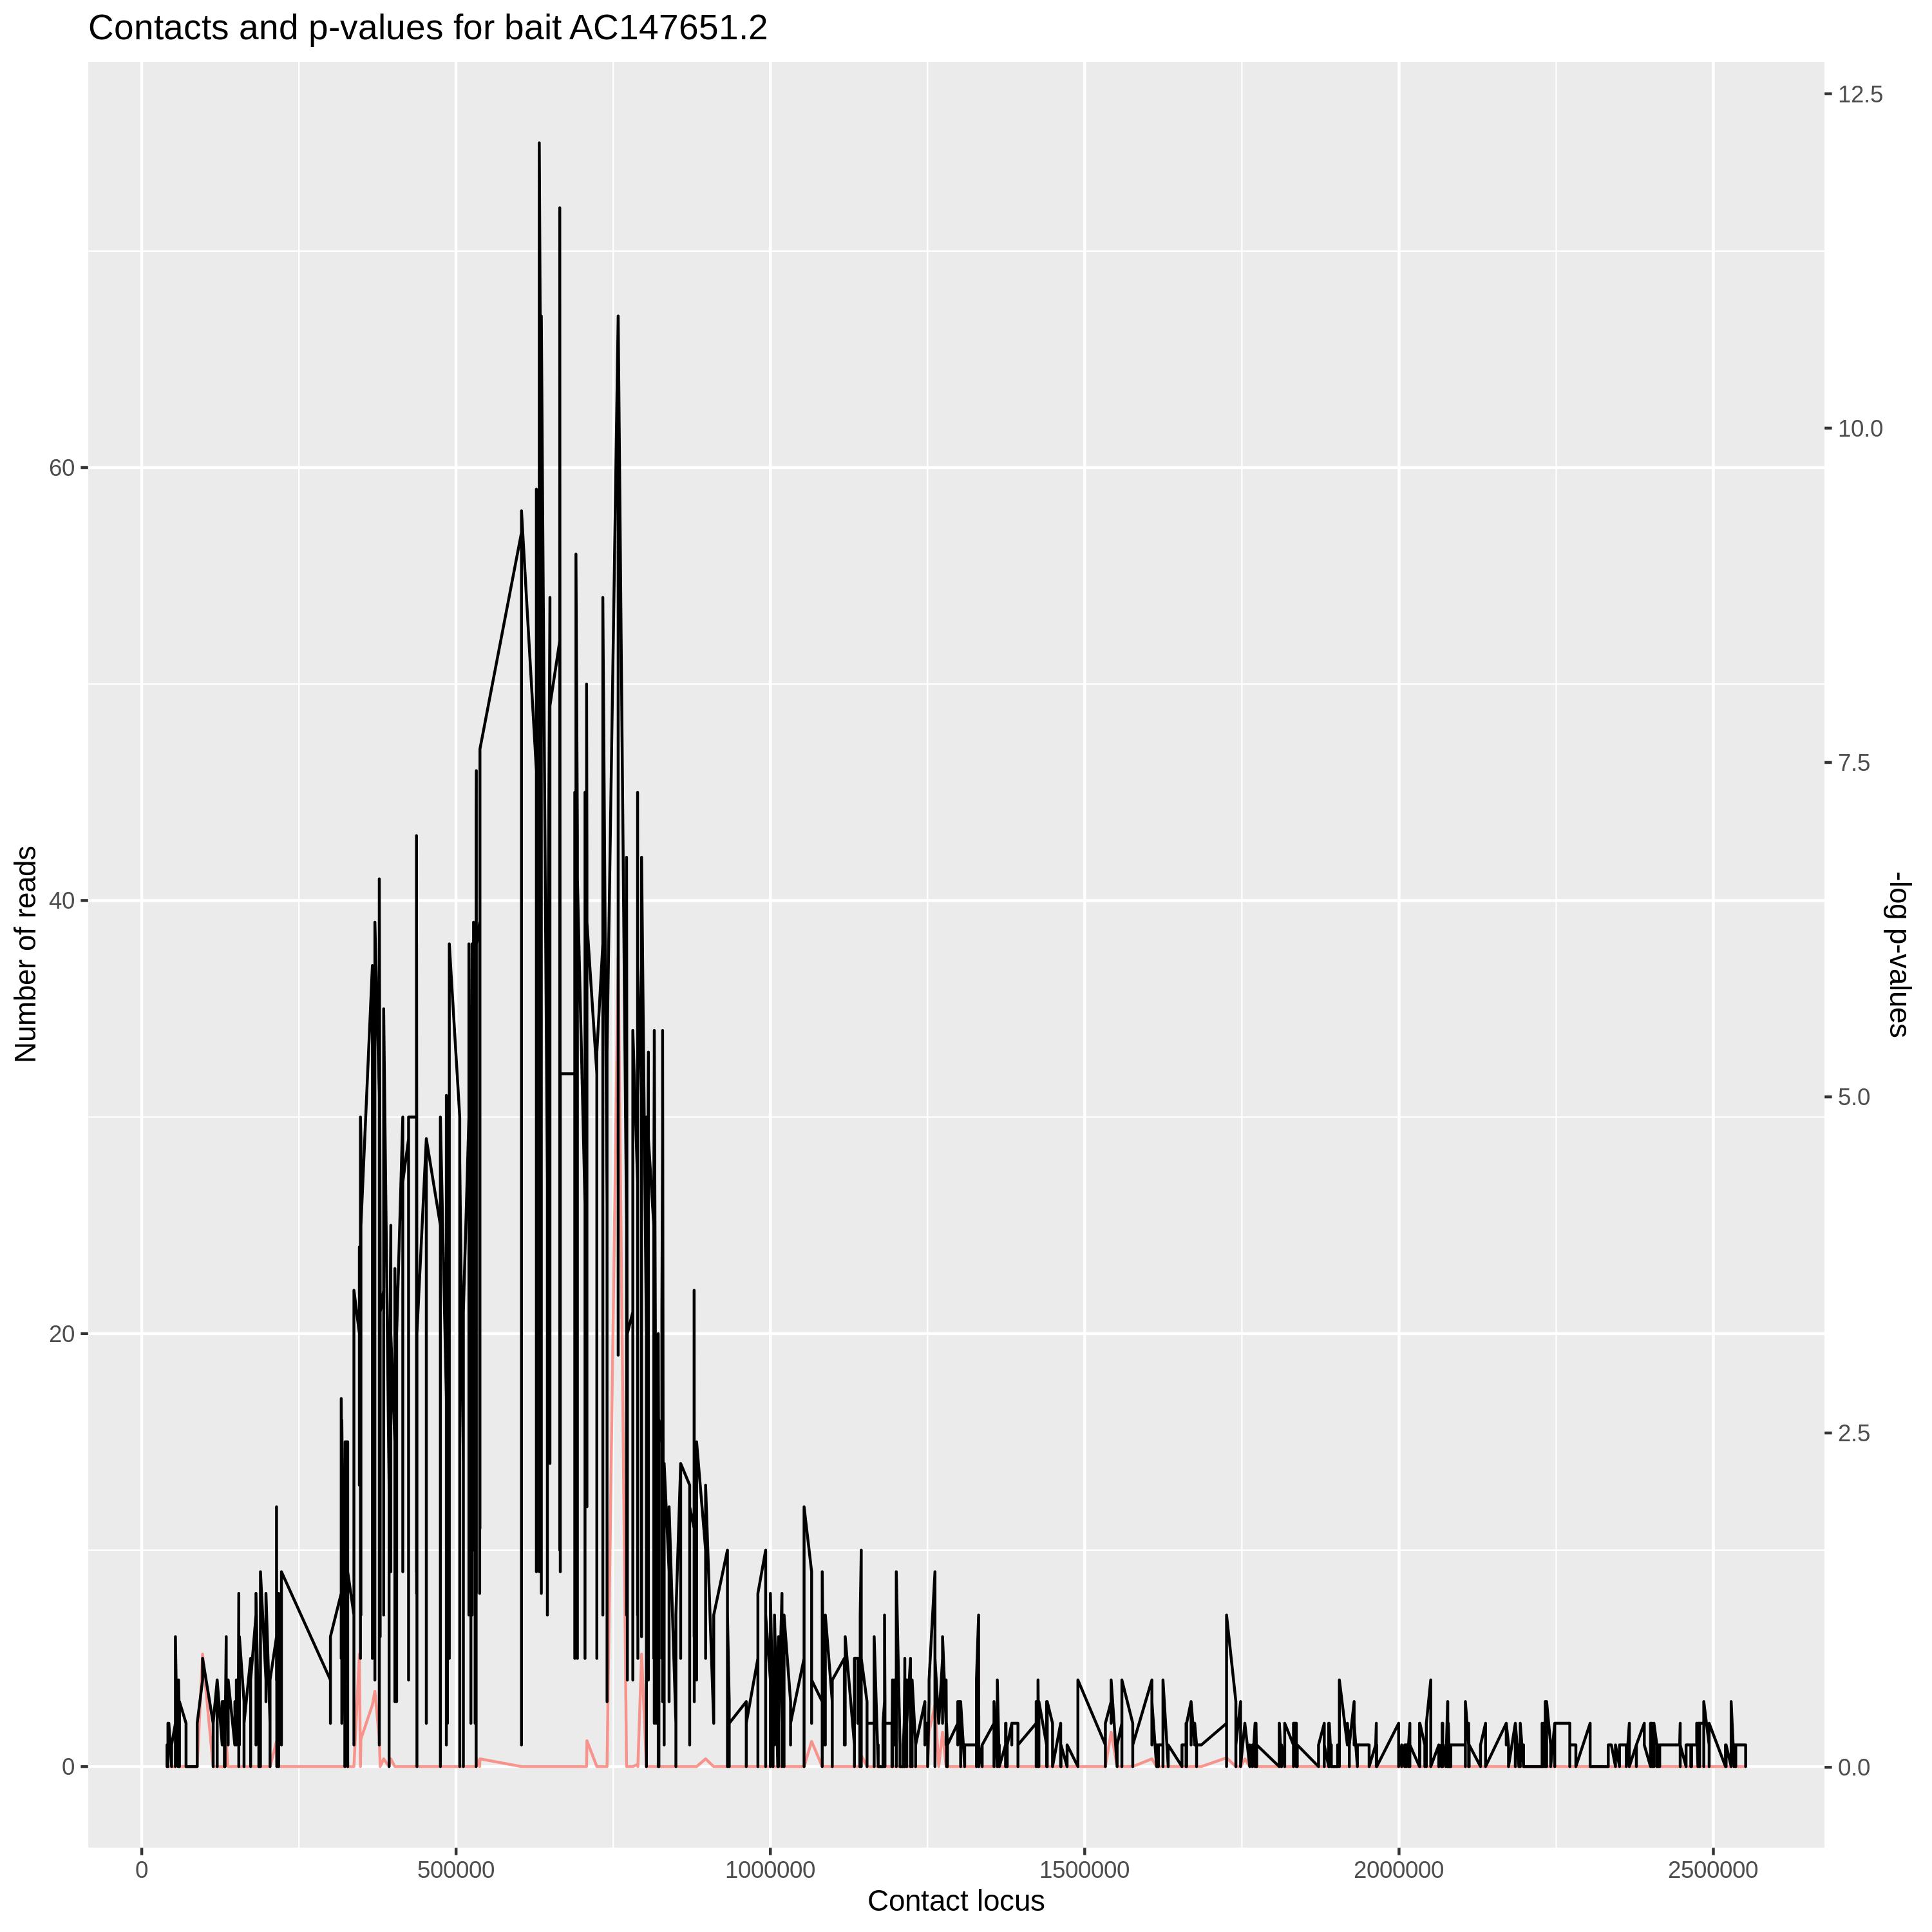 Contacts and p-values for bait AC147651.2
12.5
10.0
60
7.5
40
Number of reads
-log p-values
5.0
2.5
20
0
0.0
0 500000 1000000 1500000 2000000 2500000
Contact locus